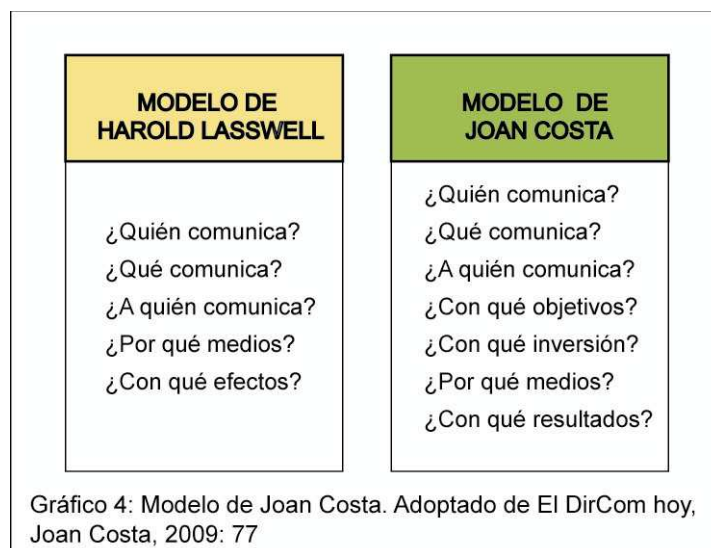 MODELO DE
HAROLD LASSWELL
¿Quién comunica?
¿Qué comunica?
¿A quién comunica?
¿Por qué medios?
¿Con qué efectos?
MODELO DE
JOAN COSTA
¿Quién comunica?
¿Qué comunica?
¿A quién comunica?
¿Con qué objetivos?
¿Con qué inversión?
¿Por qué medios?
¿Con qué resultados?
Gráfico 4: Modelo de Joan Costa. Adoptado de El DirCom hoy,
Joan Costa, 2009: 77